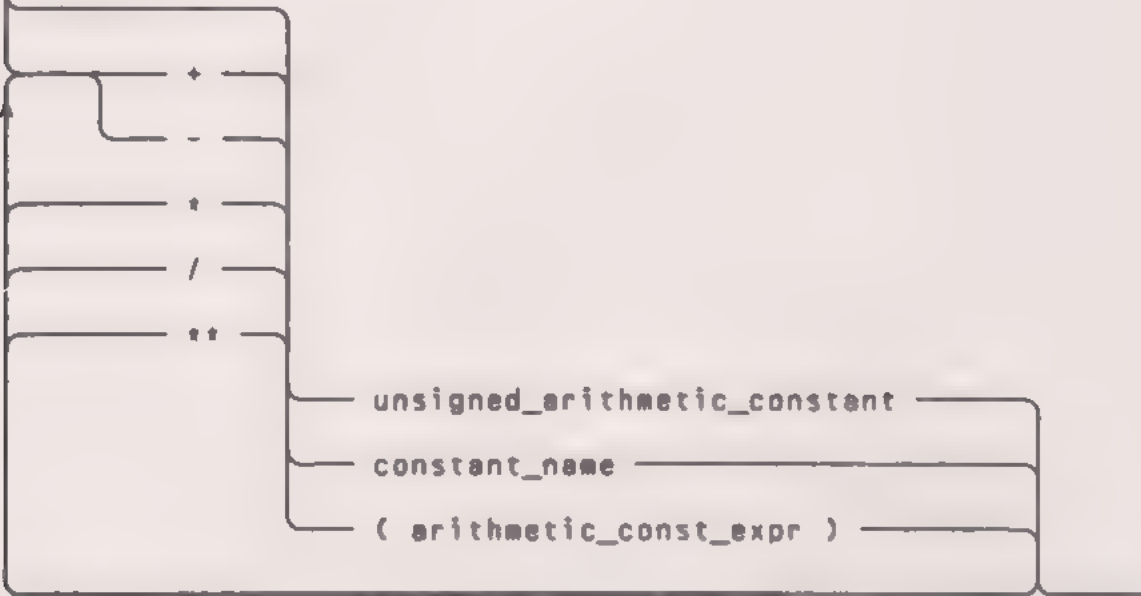 +
-
*
/
**
unsigned_arithmetic_constant
constant_name
( arithmetic_const_expr )